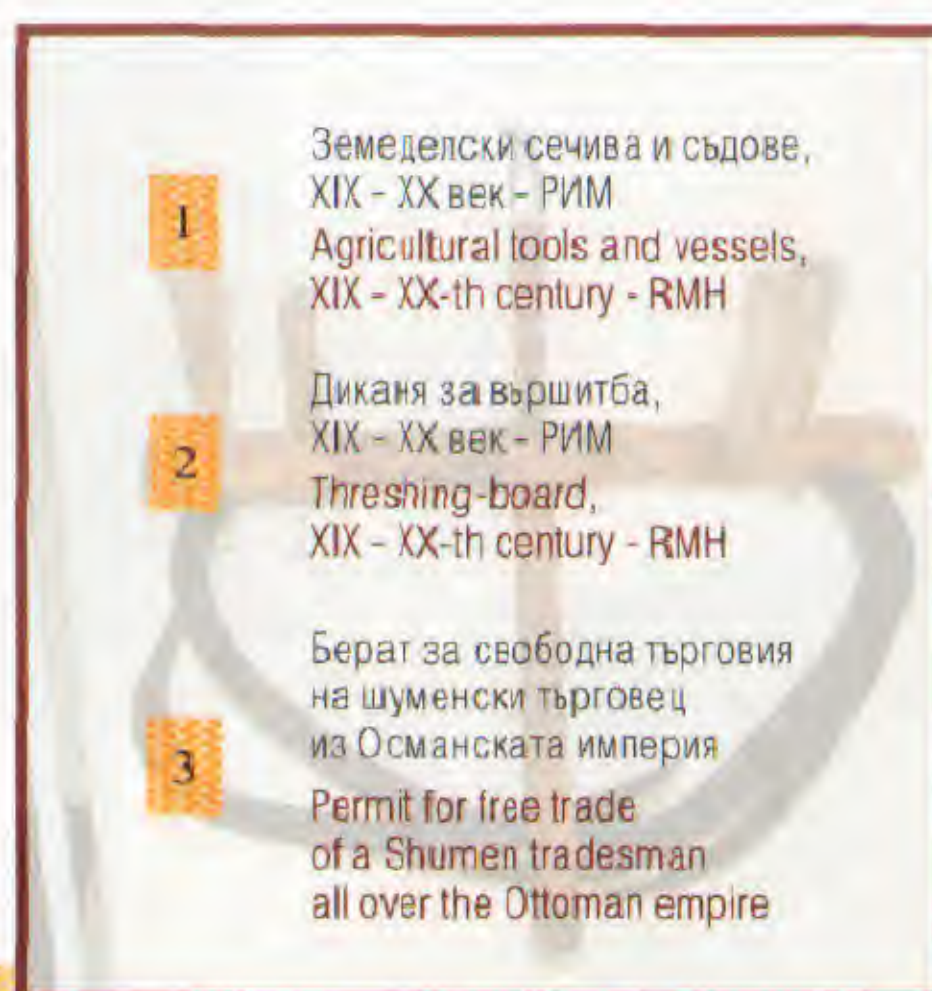 1
Земеделски сечива и съдове,
XIX - XX век - РИМ
Agricultural tools and vessels,
XIX - XX-th century - RMH
2
Диканя за вършитба,
XIX - XX век - РИМ
Threshing-board,
XIX - XX-th century - RMH
3
Берат за свободна търговия
на шуменски търговец
из Османската империя
Permit for free trade
of a Shumen tradesman
all over the Ottoman empire